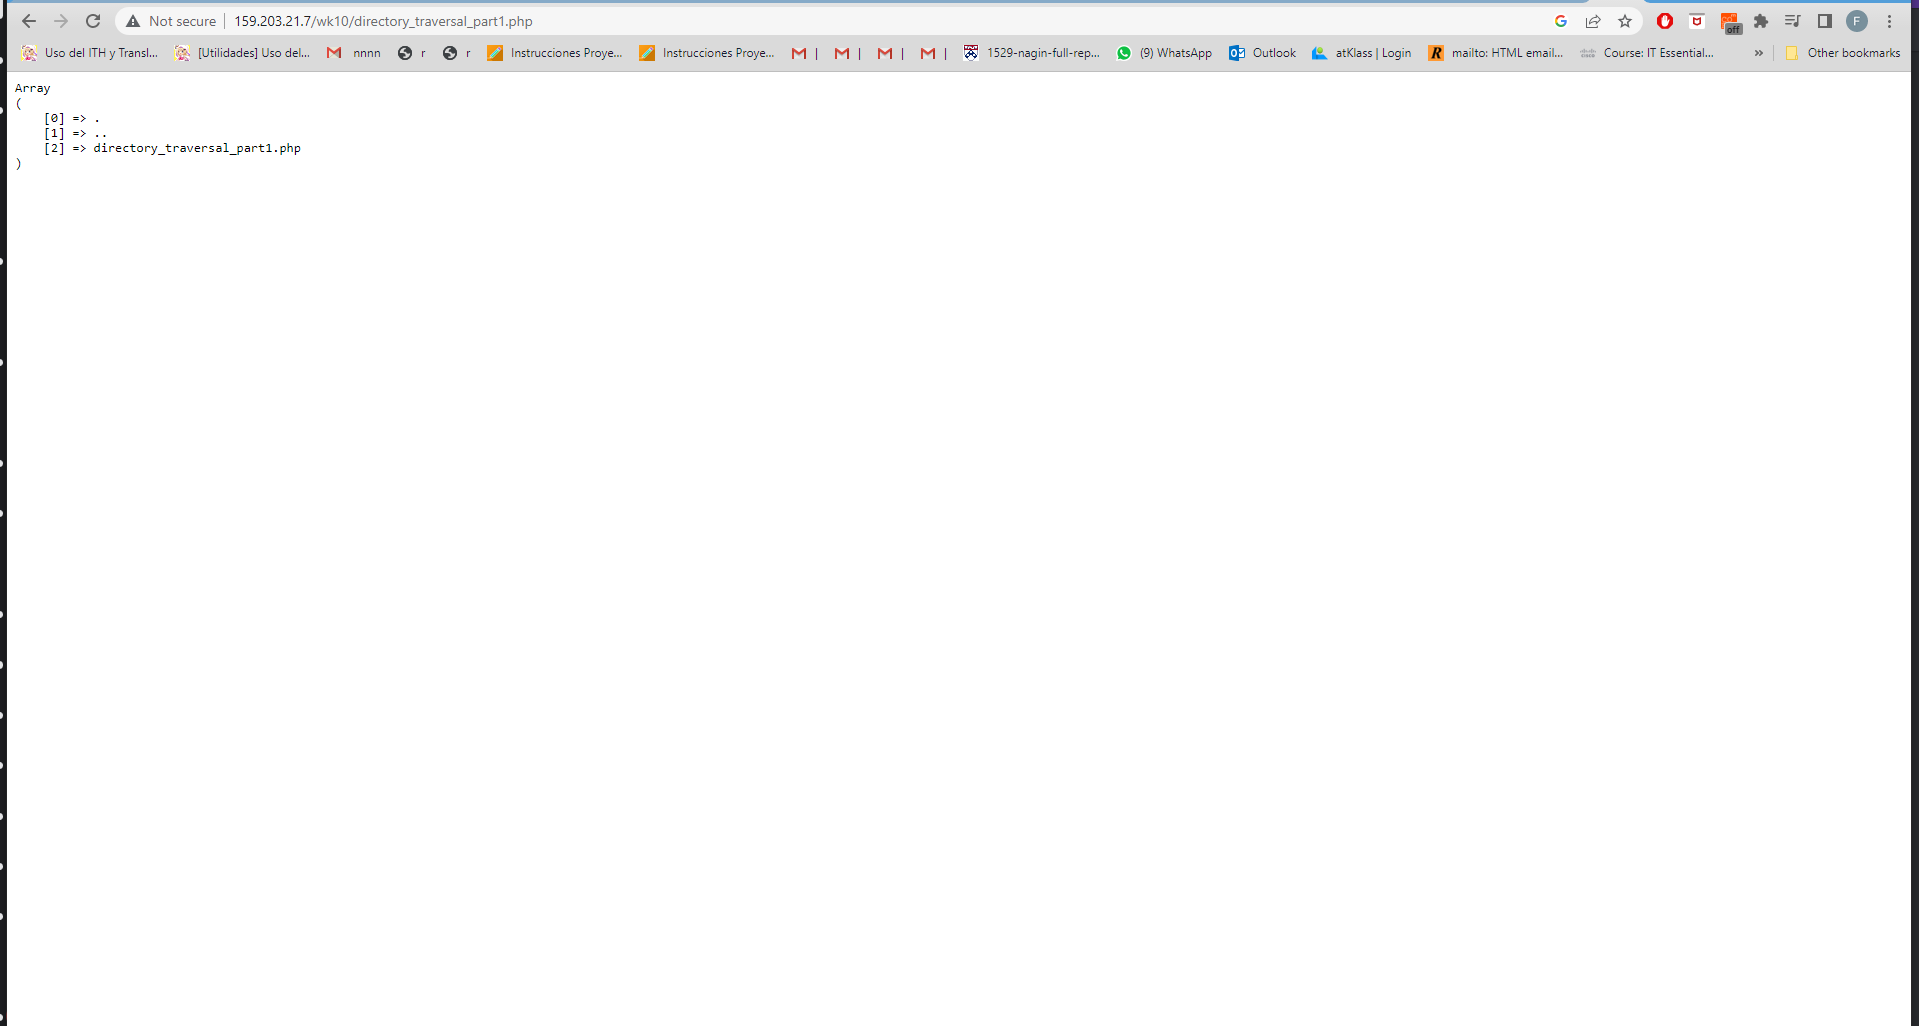 Not secure | 159.203.21.7/wk10/directory_traversal_part1.php
off
F
Uso del ITH y Transl... [Utilidades] Uso del... nnnn r r Instrucciones Proye... Instrucciones Proye... | | | | 1529-nagin-full-rep... (9) WhatsApp Outlook atKlass | Login mailto: HTML email... Course: IT Essential... » Other bookmarks
Array
(
    [0] => .
    [1] => ..
    [2] => directory_traversal_part1.php
)